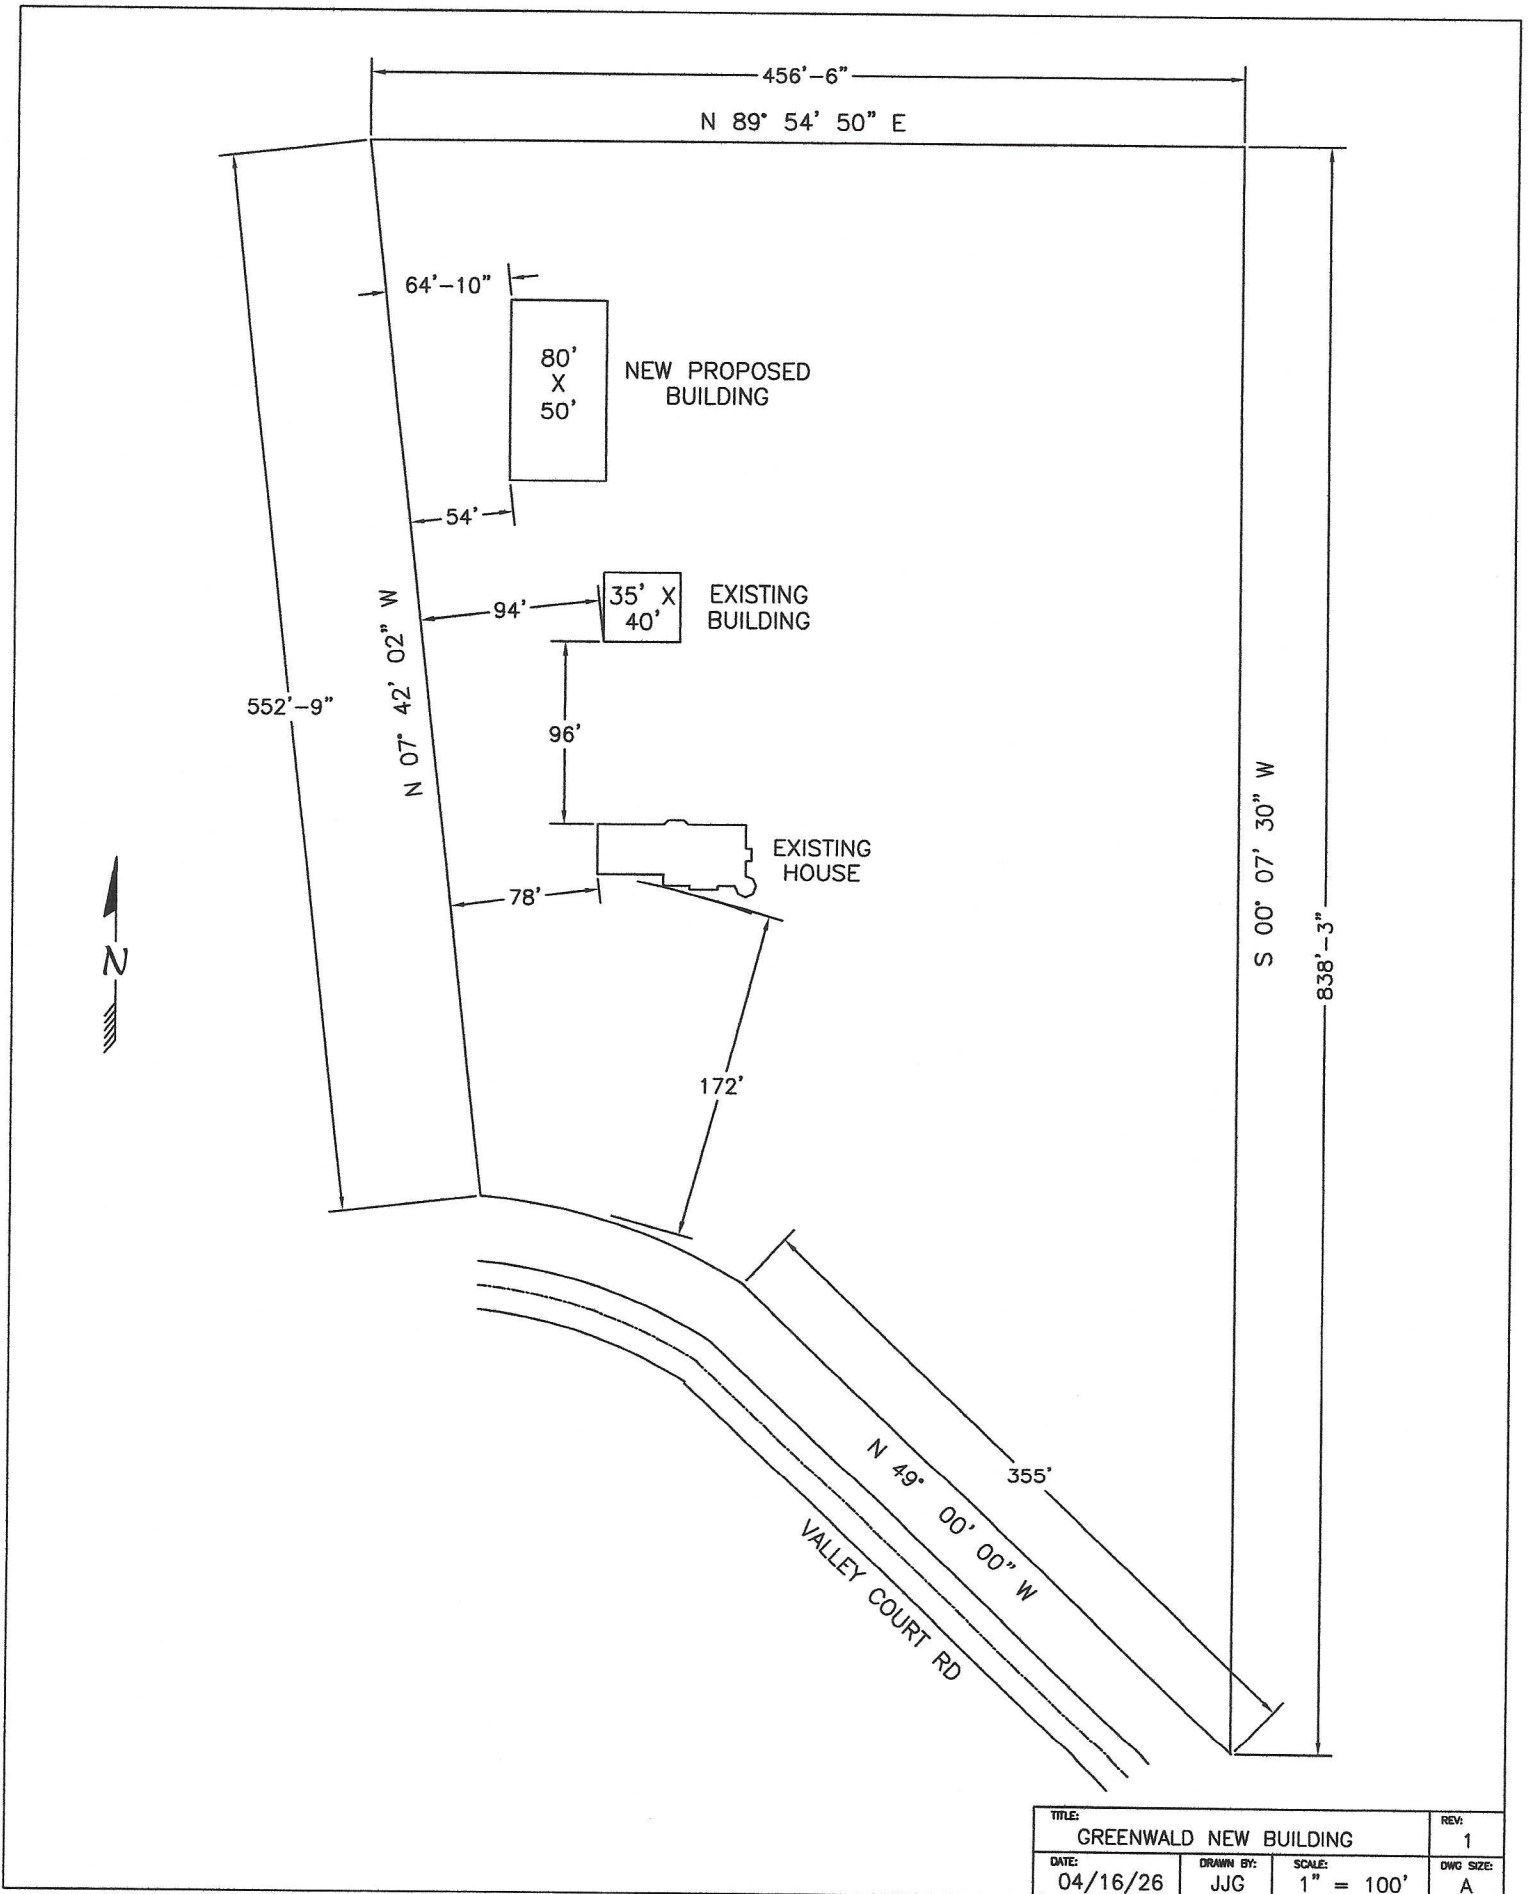 456'-6"
N 89° 54' 50" E
64'-10"
80'
X
50'
NEW PROPOSED
BUILDING
54'
94'
35' X
40'
EXISTING
BUILDING
N 07° 42' 02" W
552'-9"
96'
S 00° 07' 30" W
838'-3"
EXISTING
HOUSE
78'
N
172'
355'
N 49° 00' 00" W
VALLEY COURT RD
TITLE:
GREENWALD NEW BUILDING
REV:
1
DATE:
04/16/26
DRAWN BY:
JJG
SCALE:
1" = 100'
DWG SIZE:
A